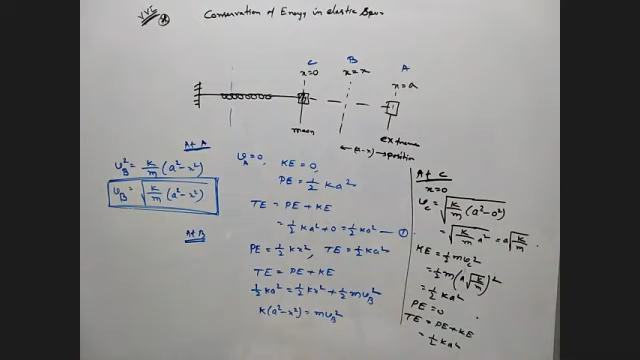 VVI
Conservation of Energy in elastic
C B A
x=0 x=x x=a
mean extreme
(a-x) position
At A
v_B² = k/m (a²-x²)
v_B = √(k/m (a²-x²))
v_A = 0, KE = 0,
PE = ½ ka²
TE = PE + KE
= ½ ka² + 0 = ½ ka² — ①
At B
PE = ½ kx², TE = ½ ka²
TE = PE + KE
½ ka² = ½ kx² + ½ mv_B²
k(a²-x²) = mv_B²
At C
x=0
v_c = √(k/m (a²-0²))
= √(k/m a²) = a√(k/m)
KE = ½ mv_c²
= ½ m(a√(k/m))²
= ½ ka²
PE = 0
TE = PE + KE
= ½ ka²